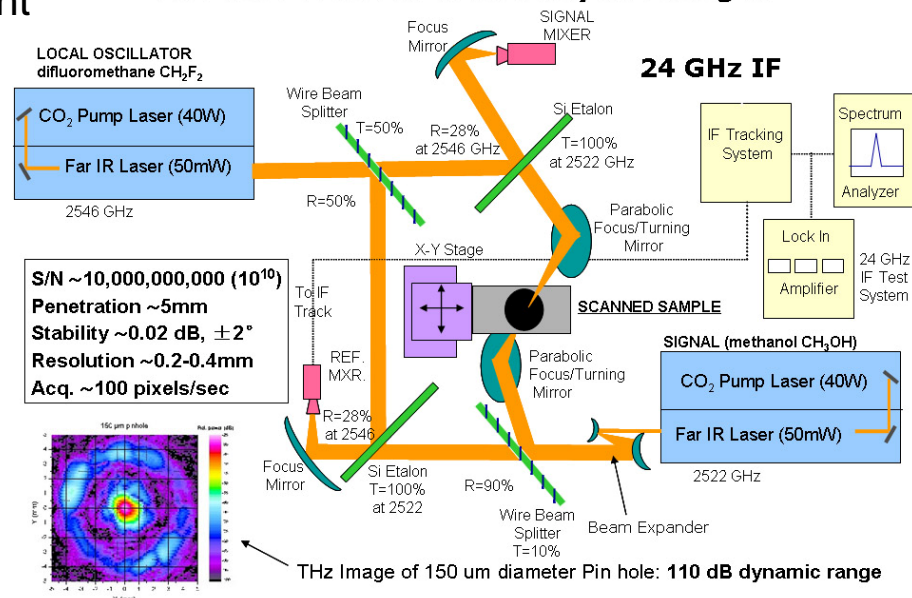 nt
LOCAL OSCILLATOR
difluoromethane CH₂F₂
CO₂ Pump Laser (40W)
Far IR Laser (50mW)
2546 GHz
Wire Beam
Splitter
T=50%
R=50%
Focus
Mirror
SIGNAL
MIXER
24 GHz IF
R=28%
at 2546 GHz
Si Etalon
T=100%
at 2522 GHz
IF Tracking
System
Spectrum
Analyzer
Lock In
Amplifier
24 GHz
IF Test
System
Parabolic
Focus/Turning
Mirror
X-Y Stage
SCANNED SAMPLE
S/N ~10,000,000,000 (10¹⁰)
Penetration ~5mm
Stability ~0.02 dB, ±2°
Resolution ~0.2-0.4mm
Acq. ~100 pixels/sec
To IF
Track
REF.
MXR.
Parabolic
Focus/Turning
Mirror
SIGNAL (methanol CH₃OH)
CO₂ Pump Laser (40W)
Far IR Laser (50mW)
2522 GHz
R=28%
at 2546
Focus
Mirror
Si Etalon
T=100%
at 2522
R=90%
Wire Beam
Splitter
T=10%
Beam Expander
150 µm pinhole
Y (mm)
THz Image of 150 um diameter Pin hole: 110 dB dynamic range